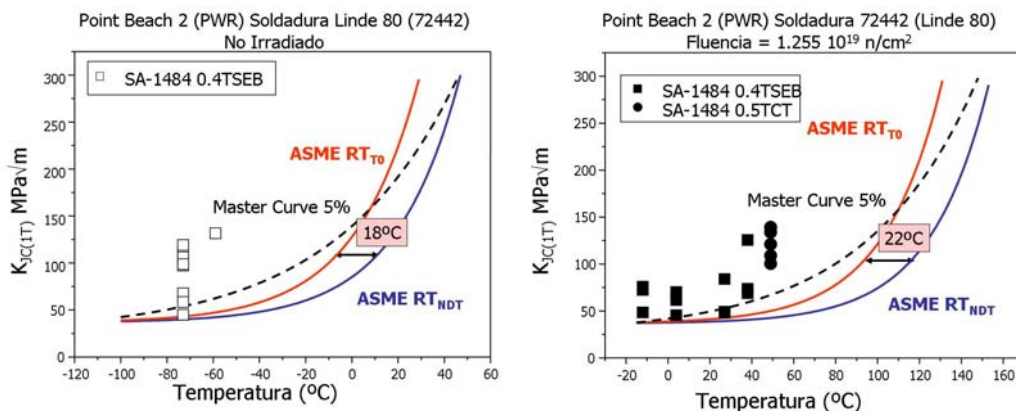 Point Beach 2 (PWR) Soldadura Linde 80 (72442)
No Irradiado
300
250
200
150
100
50
0
K_JC(1T) MPa√m
□ SA-1484 0.4TSEB
ASME RT_T0
Master Curve 5%
18ºC
ASME RT_NDT
-120 -100 -80 -60 -40 -20 0 20 40 60
Temperatura (ºC)
Point Beach 2 (PWR) Soldadura 72442 (Linde 80)
Fluencia = 1.255 10¹⁹ n/cm²
300
250
200
150
100
50
0
K_JC(1T) MPa√m
■ SA-1484 0.4TSEB
● SA-1484 0.5TCT
ASME RT_T0
Master Curve 5%
22ºC
ASME RT_NDT
-20 0 20 40 60 80 100 120 140 160
Temperatura (ºC)